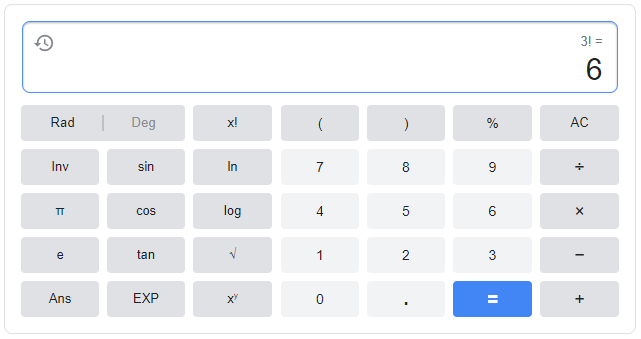 3! =
6
Rad | Deg x! ( ) % AC
Inv sin ln 7 8 9 ÷
π cos log 4 5 6 ×
e tan √ 1 2 3 −
Ans EXP xʸ 0 . = +